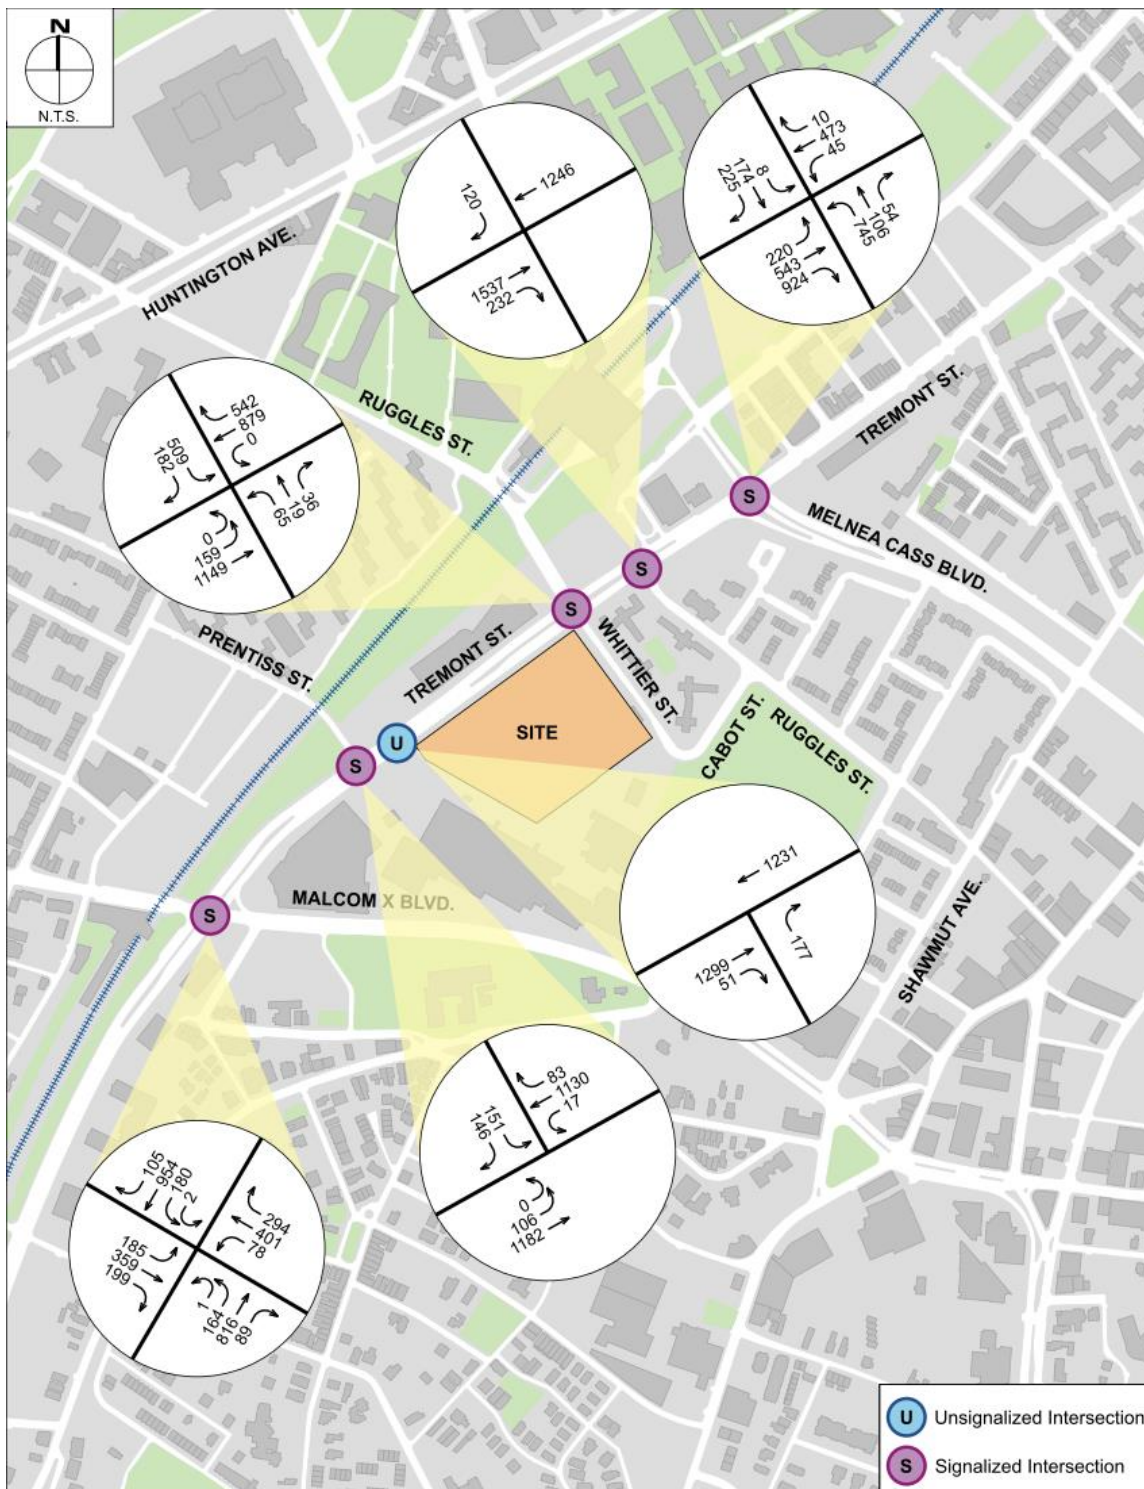 N
N.T.S.
10
473
45
8
174
225
54
106
745
220
543
924
1246
120
1537
232
HUNTINGTON AVE.
RUGGLES ST.
TREMONT ST.
542
879
0
509
182
36
19
65
0
159
1149
S
MELNEA CASS BLVD.
S
S
PRENTISS ST.
TREMONT ST.
WHITTIER ST.
SITE
CABOT ST.
RUGGLES ST.
U
S
1231
177
1299
51
MALCOM X BLVD.
S
SHAWMUT AVE.
83
1130
17
151
146
0
106
1182
105
954
180
2
294
401
78
185
359
199
1
164
816
89
U Unsignalized Intersection
S Signalized Intersection